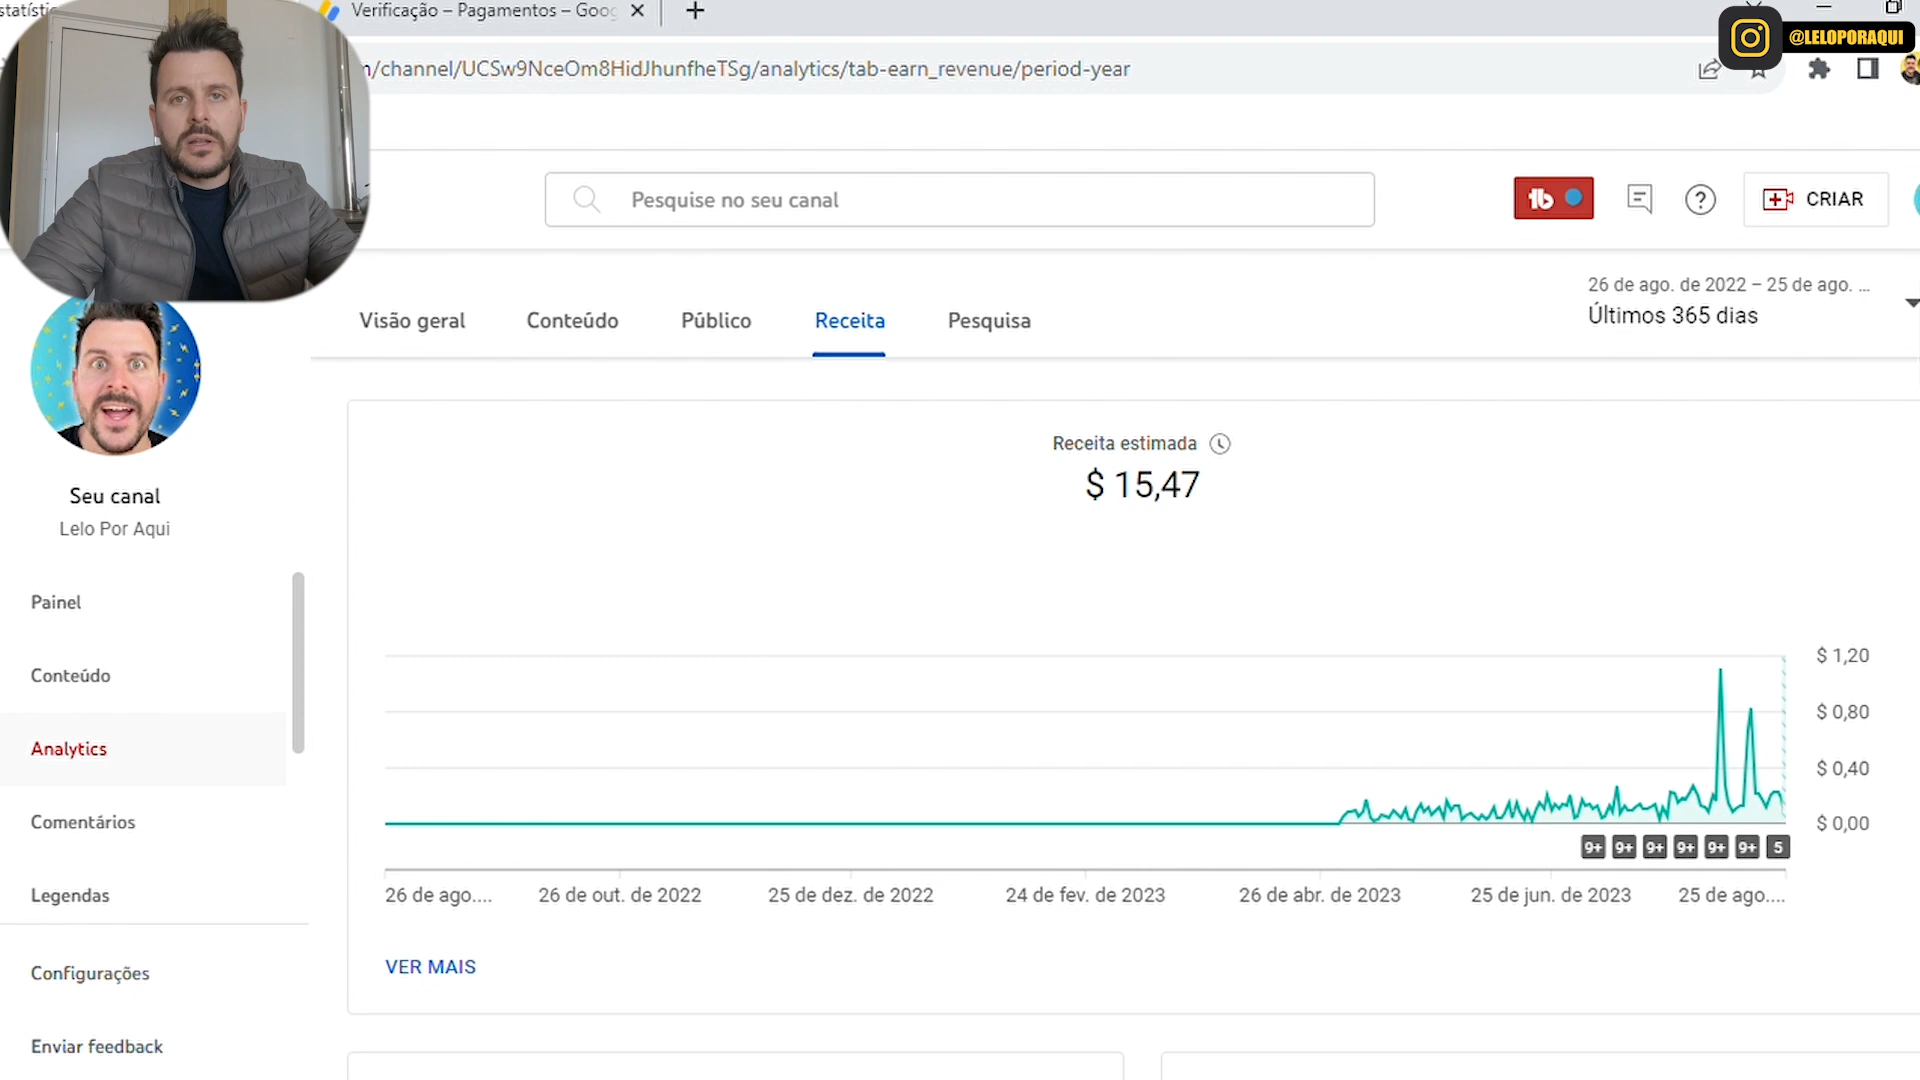 statístic
Verificação – Pagamentos – Goog
@LELOPORAQUI
n/channel/UCSw9NceOm8HidJhunfheTSg/analytics/tab-earn_revenue/period-year
Pesquise no seu canal
CRIAR
Visão geral
Conteúdo
Público
Receita
Pesquisa
26 de ago. de 2022 – 25 de ago. ...
Últimos 365 dias
Receita estimada
$ 15,47
Seu canal
Lelo Por Aqui
Painel
Conteúdo
Analytics
Comentários
Legendas
Configurações
Enviar feedback
$ 1,20
$ 0,80
$ 0,40
$ 0,00
9+ 9+ 9+ 9+ 9+ 9+ 5
26 de ago.... 26 de out. de 2022 25 de dez. de 2022 24 de fev. de 2023 26 de abr. de 2023 25 de jun. de 2023 25 de ago....
VER MAIS